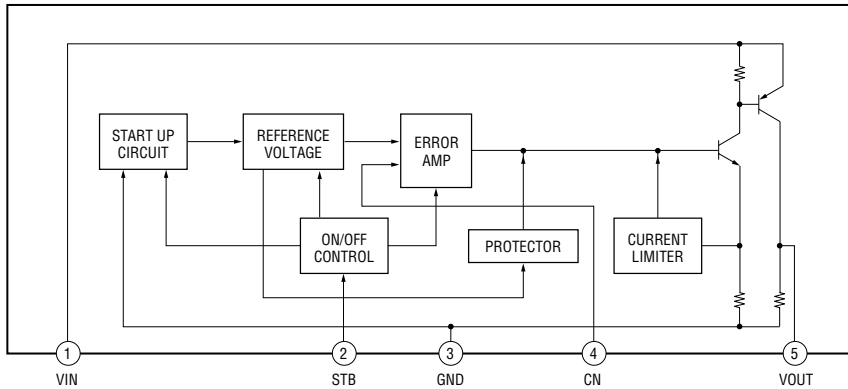 START UP
CIRCUIT
REFERENCE
VOLTAGE
ERROR
AMP
ON/OFF
CONTROL
PROTECTOR
CURRENT
LIMITER
1
2
3
4
5
VIN
STB
GND
CN
VOUT